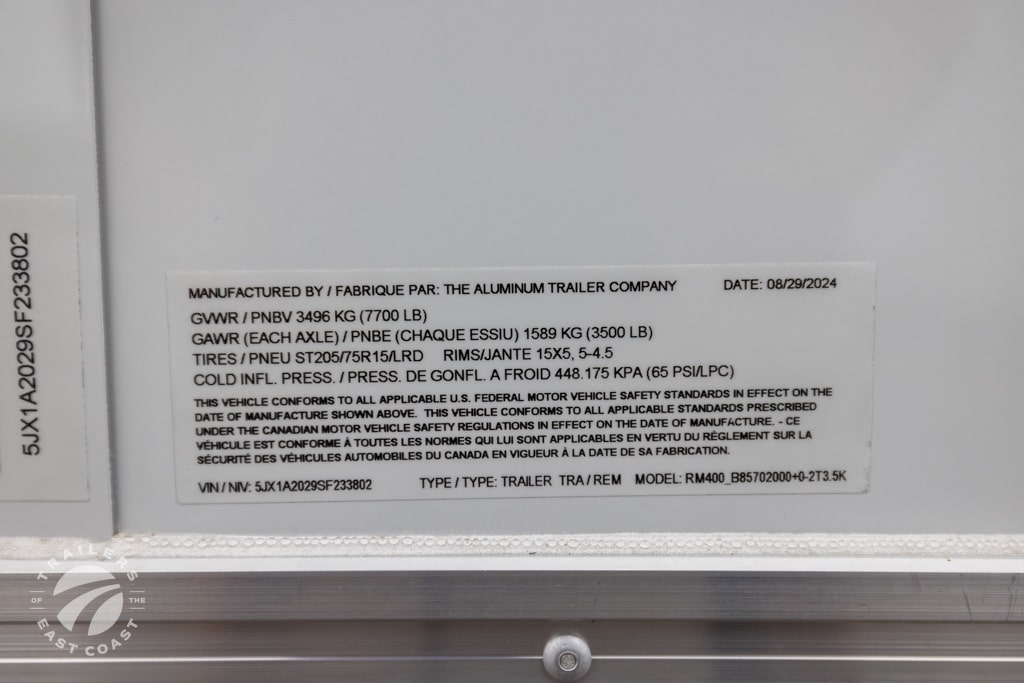 5JX1A2029SF233802
MANUFACTURED BY / FABRIQUE PAR: THE ALUMINUM TRAILER COMPANY DATE: 08/29/2024
GVWR / PNBV 3496 KG (7700 LB)
GAWR (EACH AXLE) / PNBE (CHAQUE ESSIU) 1589 KG (3500 LB)
TIRES / PNEU ST205/75R15/LRD RIMS/JANTE 15X5, 5-4.5
COLD INFL. PRESS. / PRESS. DE GONFL. A FROID 448.175 KPA (65 PSI/LPC)
THIS VEHICLE CONFORMS TO ALL APPLICABLE U.S. FEDERAL MOTOR VEHICLE SAFETY STANDARDS IN EFFECT ON THE
DATE OF MANUFACTURE SHOWN ABOVE. THIS VEHICLE CONFORMS TO ALL APPLICABLE STANDARDS PRESCRIBED
UNDER THE CANADIAN MOTOR VEHICLE SAFETY REGULATIONS IN EFFECT ON THE DATE OF MANUFACTURE. - CE
VÉHICULE EST CONFORME À TOUTES LES NORMES QUI LUI SONT APPLICABLES EN VERTU DU RÈGLEMENT SUR LA
SÉCURITÉ DES VÉHICULES AUTOMOBILES DU CANADA EN VIGUEUR À LA DATE DE SA FABRICATION.
VIN / NIV: 5JX1A2029SF233802 TYPE / TYPE: TRAILER TRA / REM MODEL: RM400_B85702000+0-2T3.5K
TRAILERS
OF THE
EAST COAST